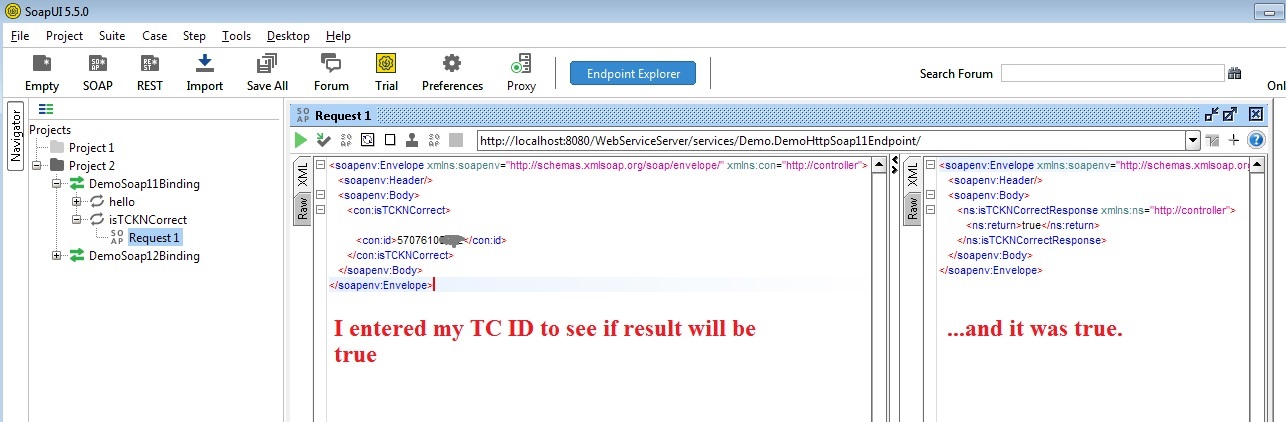 SoapUI 5.5.0
File Project Suite Case Step Tools Desktop Help
Empty SOAP REST Import Save All Forum Trial Preferences Proxy Endpoint Explorer Search Forum Onl
Navigator
Projects
Project 1
Project 2
DemoSoap11Binding
hello
isTCKNCorrect
Request 1
DemoSoap12Binding
Request 1
http://localhost:8080/WebServiceServer/services/Demo.DemoHttpSoap11Endpoint/
XML
Raw
<soapenv:Envelope xmlns:soapenv="http://schemas.xmlsoap.org/soap/envelope/" xmlns:con="http://controller">
<soapenv:Header/>
<soapenv:Body>
<con:isTCKNCorrect>
<con:id>57076100</con:id>
</con:isTCKNCorrect>
</soapenv:Body>
</soapenv:Envelope>
I entered my TC ID to see if result will be
true
XML
Raw
<soapenv:Envelope xmlns:soapenv="http://schemas.xmlsoap.org
<soapenv:Header/>
<soapenv:Body>
<ns:isTCKNCorrectResponse xmlns:ns="http://controller">
<ns:return>true</ns:return>
</ns:isTCKNCorrectResponse>
</soapenv:Body>
</soapenv:Envelope>
...and it was true.